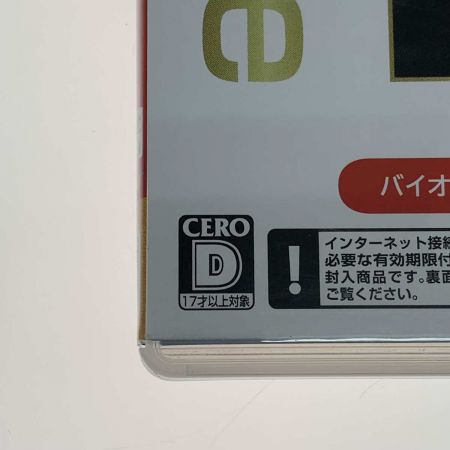 バイオ
CERO
D
17才以上対象
!
インターネット接続
必要な有効期限付
封入商品です。裏面
ご覧ください。